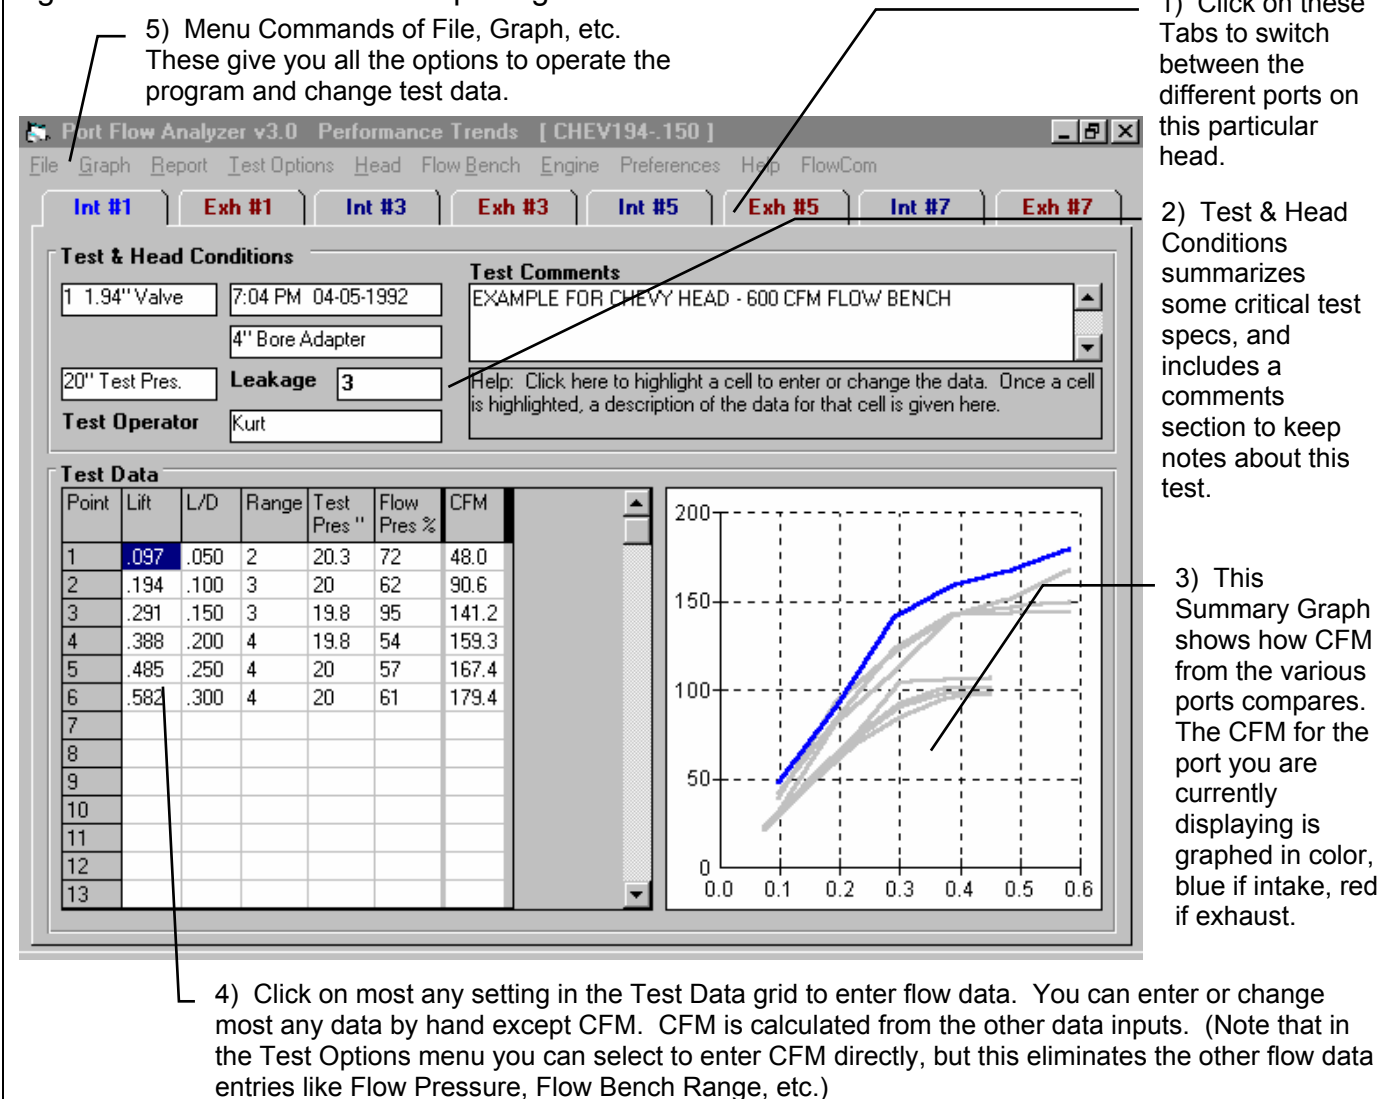 5) Menu Commands of File, Graph, etc.
These give you all the options to operate the
program and change test data.
1) Click on these
Tabs to switch
between the
different ports on
this particular
head.
2) Test & Head
Conditions
summarizes
some critical test
specs, and
includes a
comments
section to keep
notes about this
test.
3) This
Summary Graph
shows how CFM
from the various
ports compares.
The CFM for the
port you are
currently
displaying is
graphed in color,
blue if intake, red
if exhaust.
Port Flow Analyzer v3.0 Performance Trends [ CHEV194-.150 ]
File Graph Report Test Options Head Flow Bench Engine Preferences Help FlowCom
Int #1 Exh #1 Int #3 Exh #3 Int #5 Exh #5 Int #7 Exh #7
Test & Head Conditions
1 1.94" Valve 7:04 PM 04-05-1992
4" Bore Adapter
20" Test Pres. Leakage 3
Test Operator Kurt
Test Comments
EXAMPLE FOR CHEVY HEAD - 600 CFM FLOW BENCH
Help: Click here to highlight a cell to enter or change the data. Once a cell
is highlighted, a description of the data for that cell is given here.
Test Data
Point Lift L/D Range Test Pres " Flow Pres % CFM
1 .097 .050 2 20.3 72 48.0
2 .194 .100 3 20 62 90.6
3 .291 .150 3 19.8 95 141.2
4 .388 .200 4 19.8 54 159.3
5 .485 .250 4 20 57 167.4
6 .582 .300 4 20 61 179.4
7
8
9
10
11
12
13
200
150
100
50
0
0.0 0.1 0.2 0.3 0.4 0.5 0.6
4) Click on most any setting in the Test Data grid to enter flow data. You can enter or change
most any data by hand except CFM. CFM is calculated from the other data inputs. (Note that in
the Test Options menu you can select to enter CFM directly, but this eliminates the other flow data
entries like Flow Pressure, Flow Bench Range, etc.)